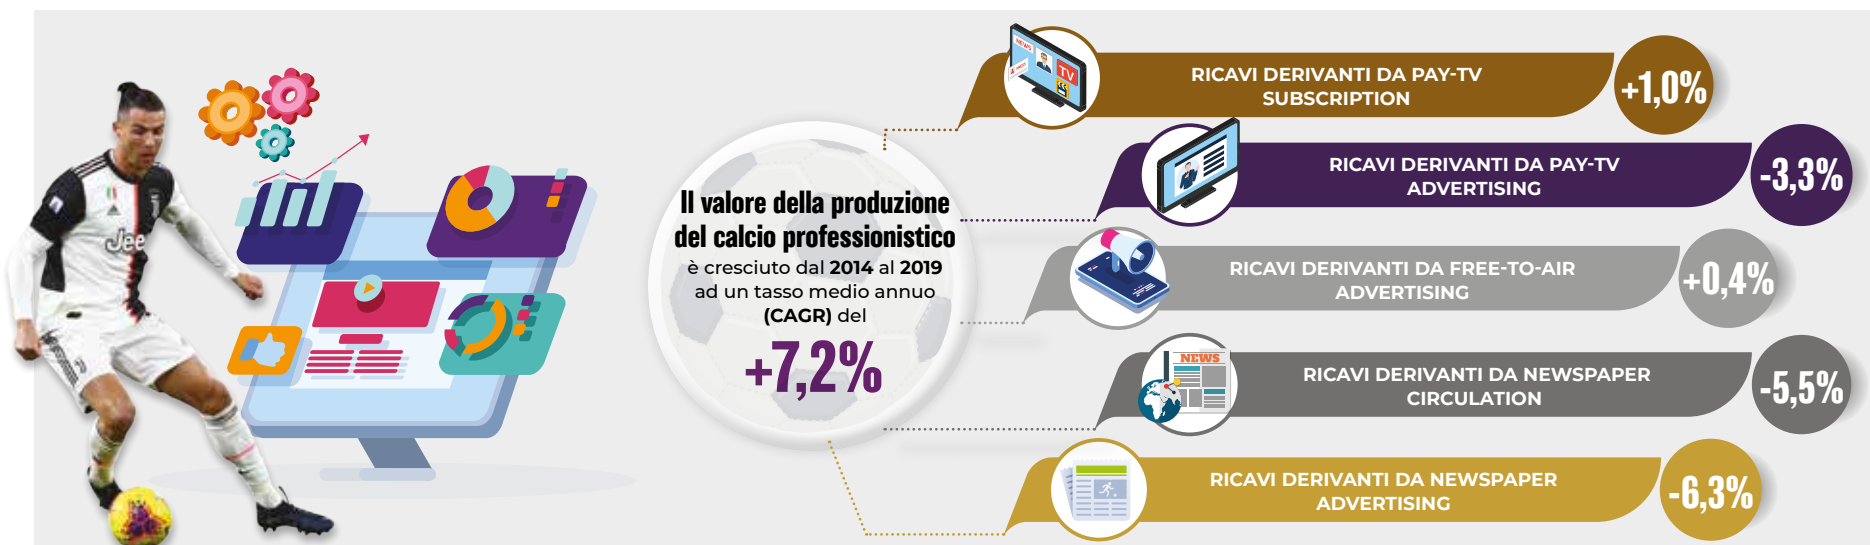 Jeep
Il valore della produzione
del calcio professionistico
è cresciuto dal 2014 al 2019
ad un tasso medio annuo
(CAGR) del
+7,2%
NEWS
TV
RICAVI DERIVANTI DA PAY-TV
SUBSCRIPTION
+1,0%
RICAVI DERIVANTI DA PAY-TV
ADVERTISING
-3,3%
RICAVI DERIVANTI DA FREE-TO-AIR
ADVERTISING
+0,4%
NEWS
RICAVI DERIVANTI DA NEWSPAPER
CIRCULATION
-5,5%
RICAVI DERIVANTI DA NEWSPAPER
ADVERTISING
-6,3%